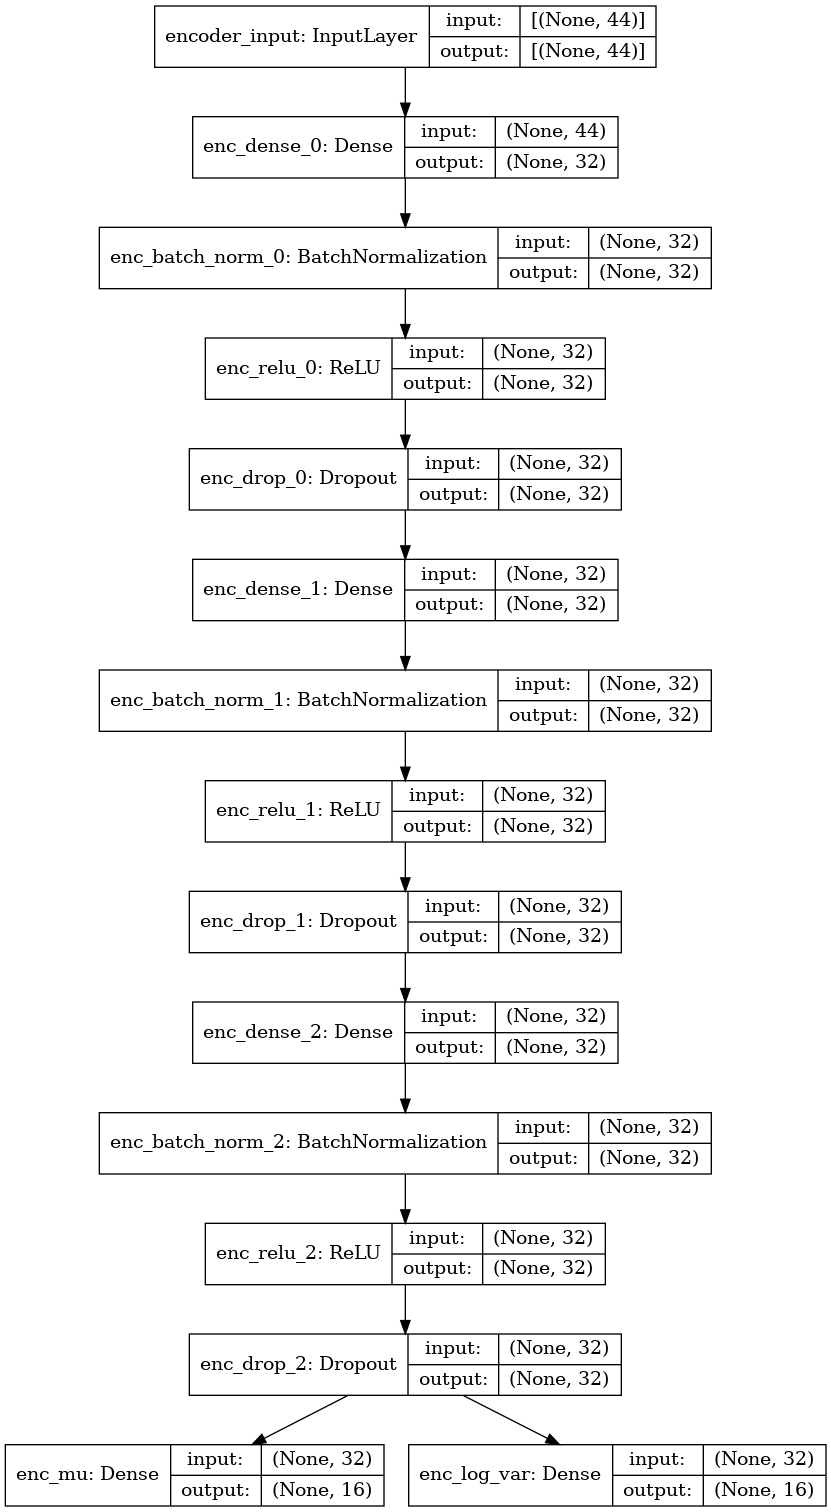 encoder_input: InputLayer
input: [(None, 44)]
output: [(None, 44)]
enc_dense_0: Dense
input: (None, 44)
output: (None, 32)
enc_batch_norm_0: BatchNormalization
input: (None, 32)
output: (None, 32)
enc_relu_0: ReLU
input: (None, 32)
output: (None, 32)
enc_drop_0: Dropout
input: (None, 32)
output: (None, 32)
enc_dense_1: Dense
input: (None, 32)
output: (None, 32)
enc_batch_norm_1: BatchNormalization
input: (None, 32)
output: (None, 32)
enc_relu_1: ReLU
input: (None, 32)
output: (None, 32)
enc_drop_1: Dropout
input: (None, 32)
output: (None, 32)
enc_dense_2: Dense
input: (None, 32)
output: (None, 32)
enc_batch_norm_2: BatchNormalization
input: (None, 32)
output: (None, 32)
enc_relu_2: ReLU
input: (None, 32)
output: (None, 32)
enc_drop_2: Dropout
input: (None, 32)
output: (None, 32)
enc_mu: Dense
input: (None, 32)
output: (None, 16)
enc_log_var: Dense
input: (None, 32)
output: (None, 16)